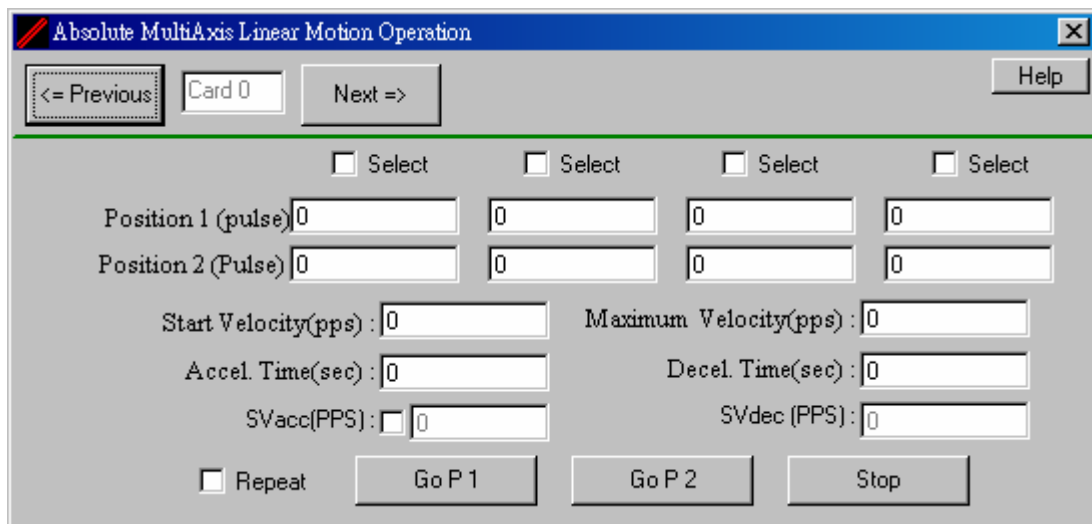 Absolute MultiAxis Linear Motion Operation
<= Previous Card 0 Next => Help
Select Select Select Select
Position 1 (pulse) 0 0 0 0
Position 2 (Pulse) 0 0 0 0
Start Velocity(pps) : 0 Maximum Velocity(pps) : 0
Accel. Time(sec) : 0 Decel. Time(sec) : 0
SVacc(PPS) : 0 SVdec (PPS) : 0
Repeat Go P 1 Go P 2 Stop